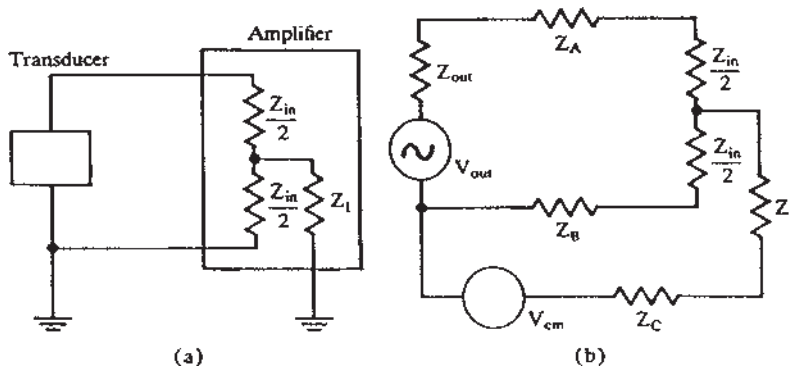 Amplifier
Transducer
Z_in
2
Z_in
2
Z_I
(a)
Z_A
Z_out
Z_in
2
V_out
Z_in
2
Z_B
Z
V_cm
Z_C
(b)